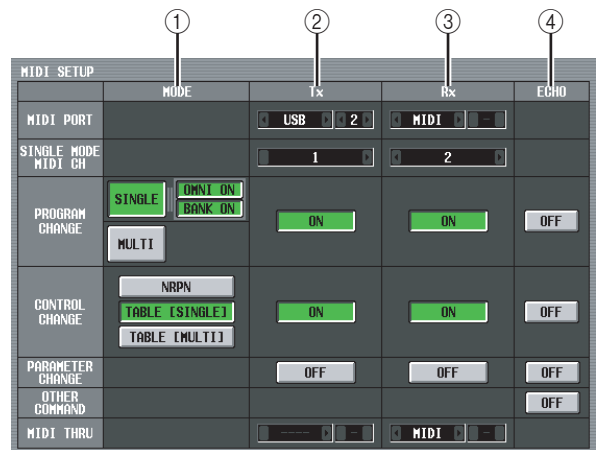 ① ② ③ ④
MIDI SETUP
MODE Tx Rx ECHO
MIDI PORT USB 2 MIDI -
SINGLE MODE
MIDI CH 1 2
PROGRAM
CHANGE SINGLE OMNI ON
BANK ON ON ON OFF
MULTI
CONTROL
CHANGE NRPN
TABLE [SINGLE] ON ON OFF
TABLE [MULTI]
PARAMETER
CHANGE OFF OFF OFF
OTHER
COMMAND OFF
MIDI THRU ---- - MIDI -